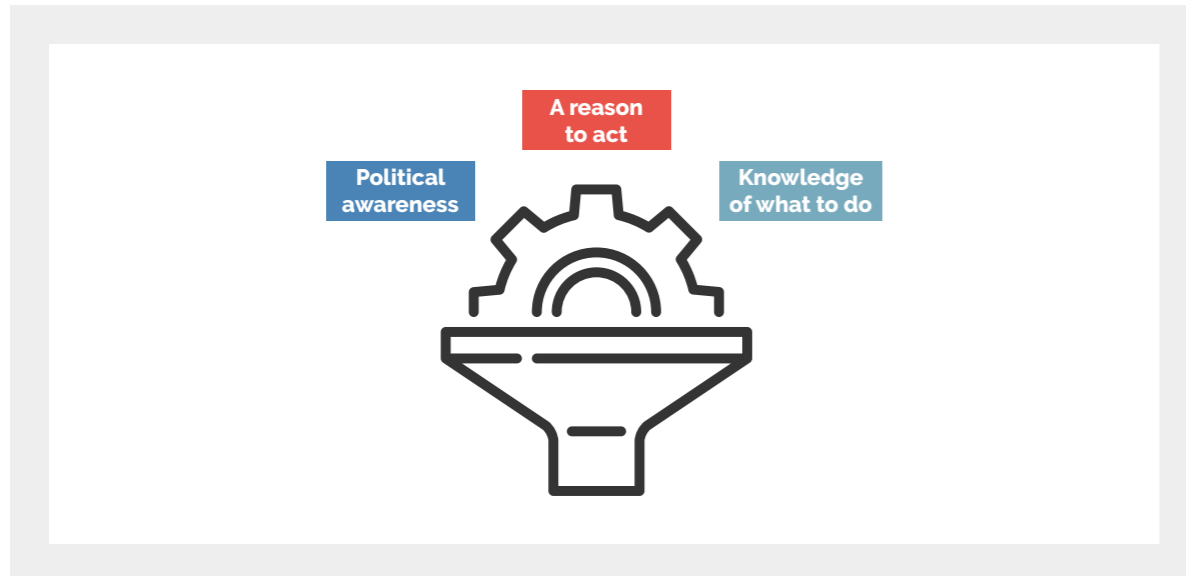 A reason
to act
Political
awareness
Knowledge
of what to do